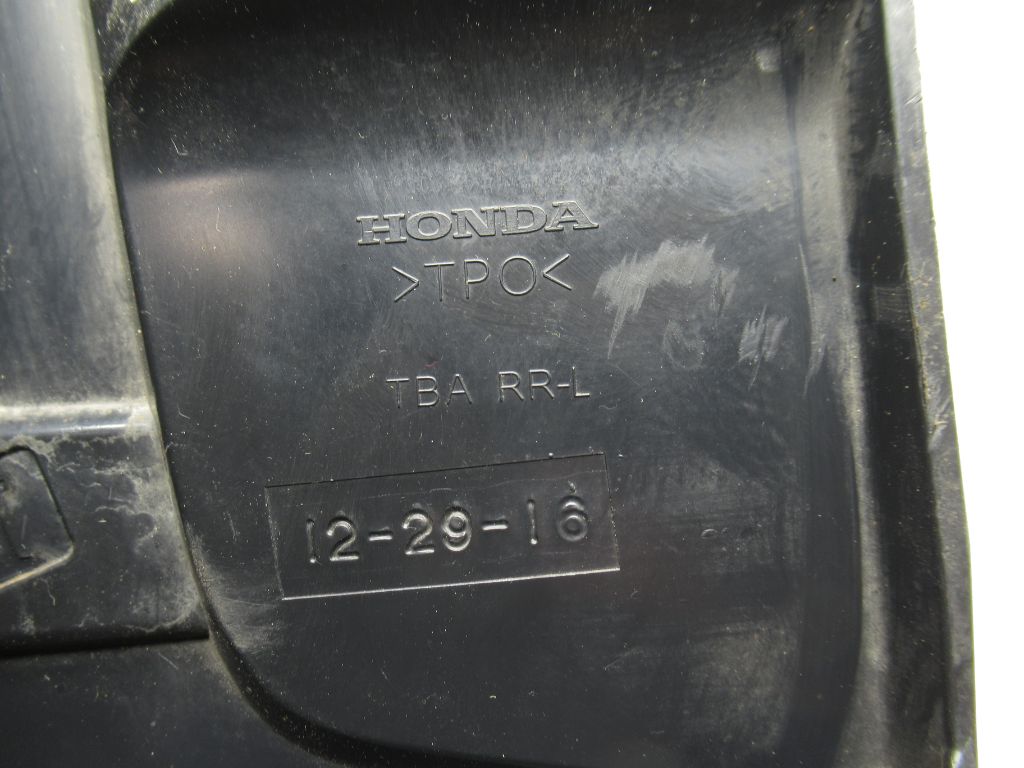 HONDA
>TPO<
TBA RR-L
12-29-16